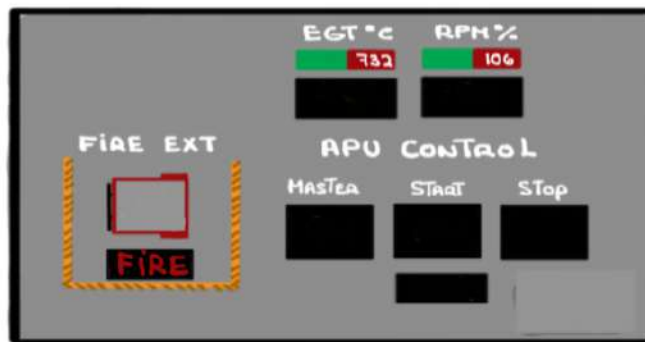 EGT °C RPM %
732 106
FIRE EXT APU CONTROL
MASTER START STOP
FIRE